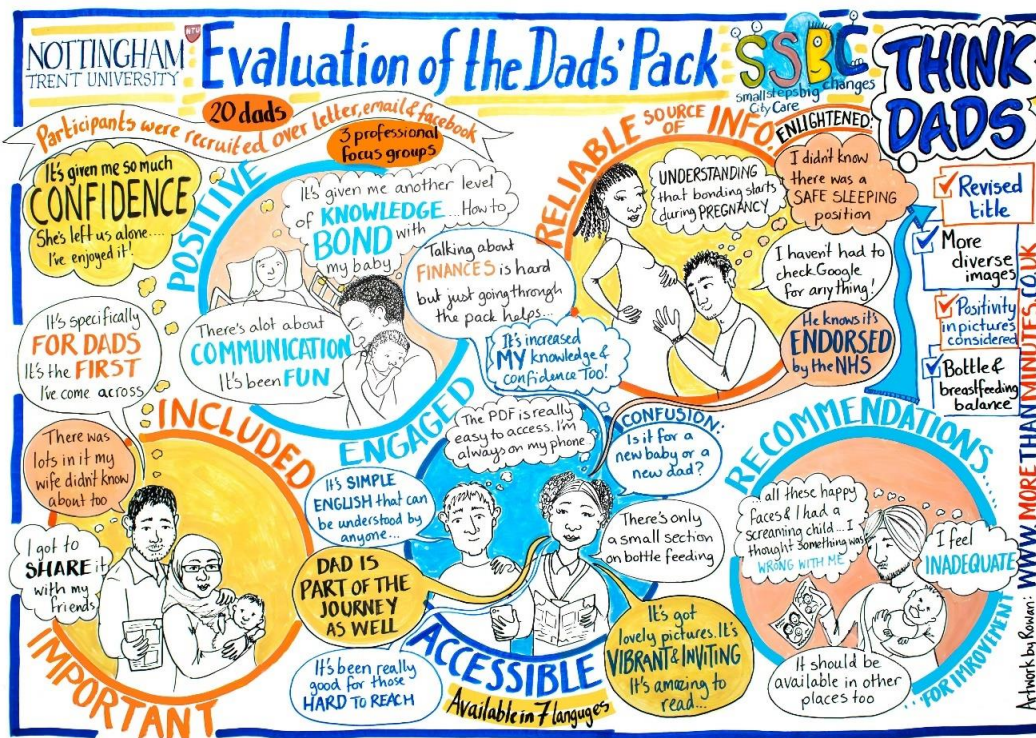 NOTTINGHAM
TRENT UNIVERSITY
NTU
Evaluation of the Dads' Pack
SSBC
small steps big changes
City Care
THINK
DADS
20 dads
Participants were recruited over letter, email & facebook
3 professional
focus groups
POSITIVE
It's given me so much
CONFIDENCE
She's left us alone....
I've enjoyed it!
It's given me another level
of KNOWLEDGE... How to
BOND with
my baby
There's alot about
COMMUNICATION
It's been FUN
ENGAGED
Talking about
FINANCES is hard
but just going through
the pack helps...
It's increased
MY knowledge &
confidence Too!
RELIABLE SOURCE
OF INFO.
UNDERSTANDING
that bonding starts
during PREGNANCY
ENLIGHTENED:
I didn't know
there was a
SAFE SLEEPING
position
I haven't had to
check Google
for anything!
He knows it's
ENDORSED
by the NHS
Revised
title
More
diverse
images
Positivity
in pictures
considered
Bottle &
breastfeeding
balance
INCLUDED
It's specifically
FOR DADS
It's the FIRST
I've come across
There was
lots in it my
wife didn't know
about too
I got to
SHARE it
with my
friends
IMPORTANT
The PDF is really
easy to access. I'm
always on my phone
It's SIMPLE
ENGLISH that can
be understood by
anyone...
DAD IS
PART OF THE
JOURNEY
AS WELL
It's been really
good for those
HARD TO REACH
CONFUSION:
Is it for a
new baby or a
new dad?
There's only
a small section
on bottle feeding
It's got
lovely pictures. It's
VIBRANT & INVITING
It's amazing to
read...
ACCESSIBLE
Available in 7 languges
RECOMMENDATIONS....
...FOR IMPROVEMENT
all these happy
faces & I had a
screaming child... I
thought something was
WRONG WITH ME
I feel
INADEQUATE
It should be
available in other
places too
WWW.MORETHANMINUTES.CO.UK